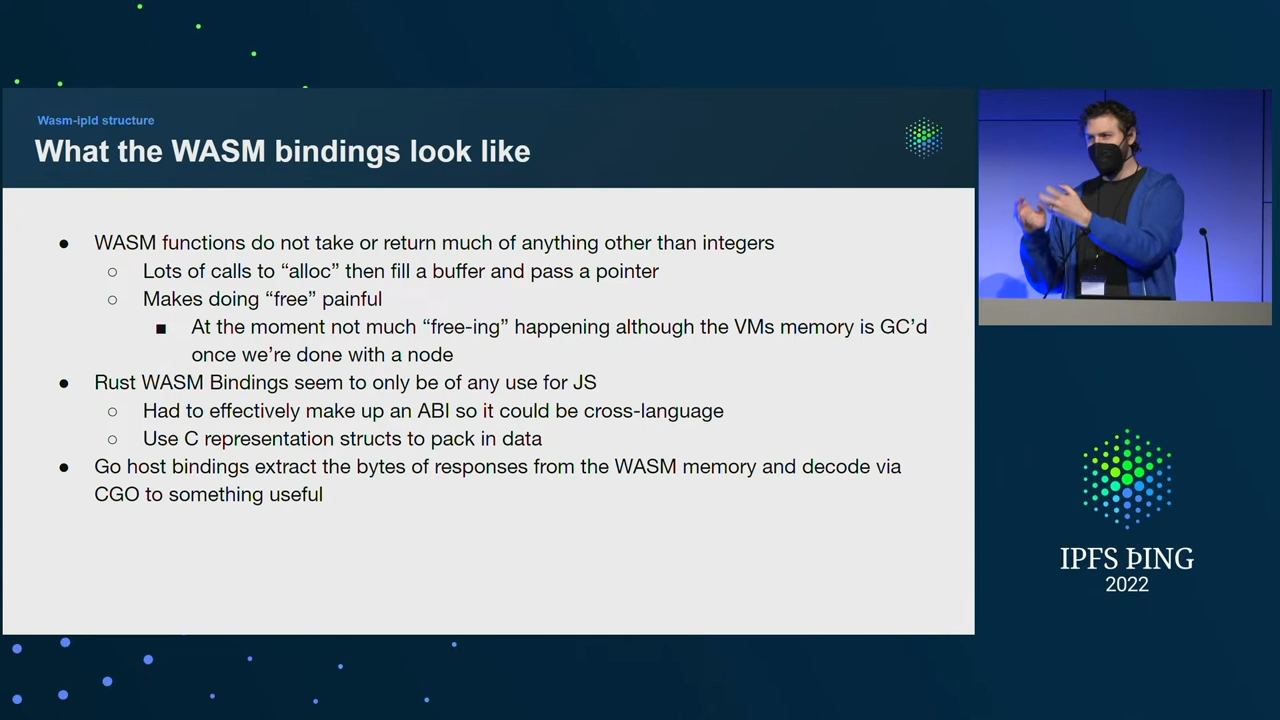 Wasm-ipld structure
What the WASM bindings look like
● WASM functions do not take or return much of anything other than integers
○ Lots of calls to “alloc” then fill a buffer and pass a pointer
○ Makes doing “free” painful
■ At the moment not much “free-ing” happening although the VMs memory is GC’d
once we’re done with a node
● Rust WASM Bindings seem to only be of any use for JS
○ Had to effectively make up an ABI so it could be cross-language
○ Use C representation structs to pack in data
● Go host bindings extract the bytes of responses from the WASM memory and decode via
CGO to something useful
IPFS ÞING
2022